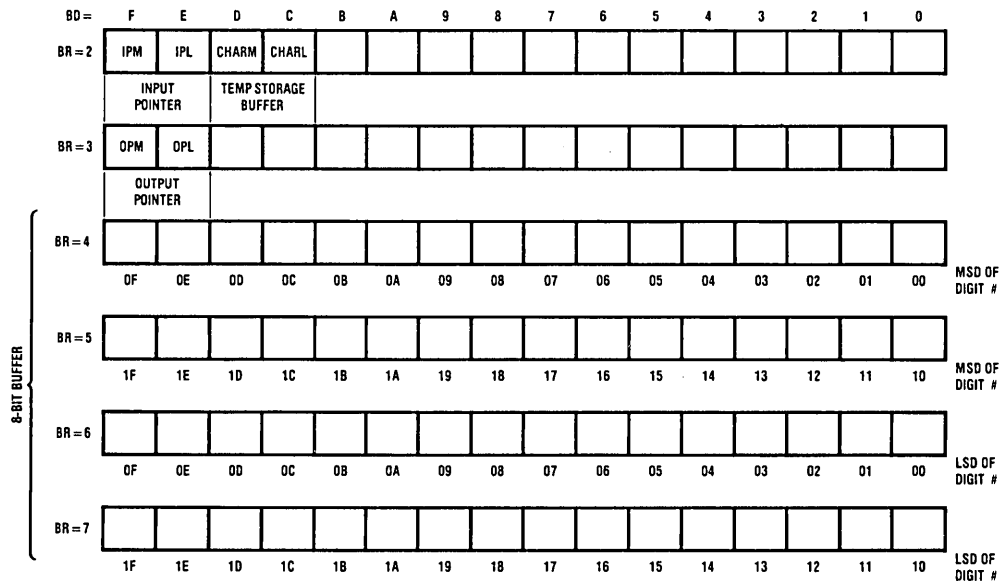 BD = F E D C B A 9 8 7 6 5 4 3 2 1 0
BR = 2 IPM IPL CHARM CHARL
INPUT POINTER TEMP STORAGE BUFFER
BR = 3 OPM OPL
OUTPUT POINTER
8-BIT BUFFER
BR = 4
0F 0E 0D 0C 0B 0A 09 08 07 06 05 04 03 02 01 00 MSD OF DIGIT #
BR = 5
1F 1E 1D 1C 1B 1A 19 18 17 16 15 14 13 12 11 10 MSD OF DIGIT #
BR = 6
0F 0E 0D 0C 0B 0A 09 08 07 06 05 04 03 02 01 00 LSD OF DIGIT #
BR = 7
1F 1E 1D 1C 1B 1A 19 18 17 16 15 14 13 12 11 10 LSD OF DIGIT #